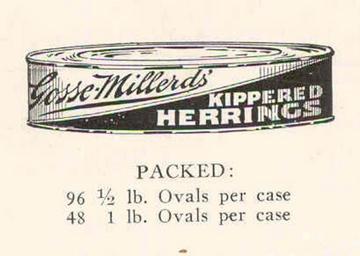 Gosse-Millerds'
KIPPERED
HERRINGS
PACKED:
96 ½ lb. Ovals per case
48 1 lb. Ovals per case